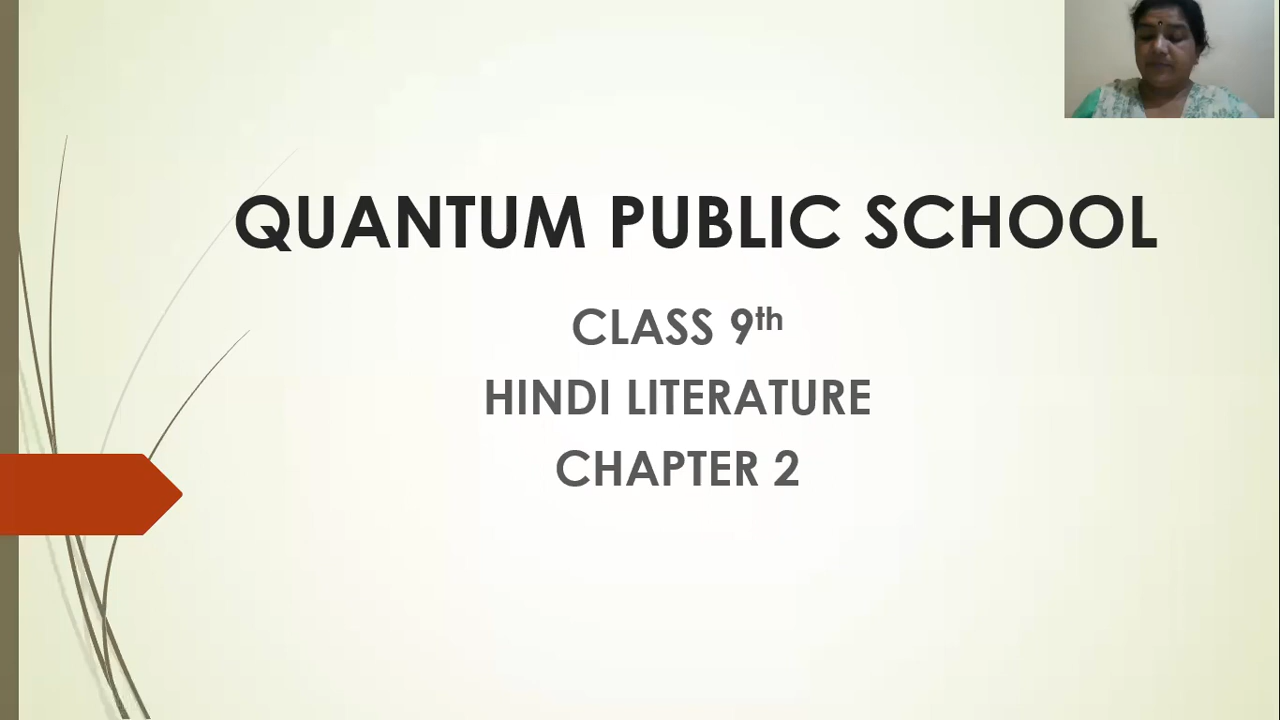 QUANTUM PUBLIC SCHOOL
CLASS 9th
HINDI LITERATURE
CHAPTER 2